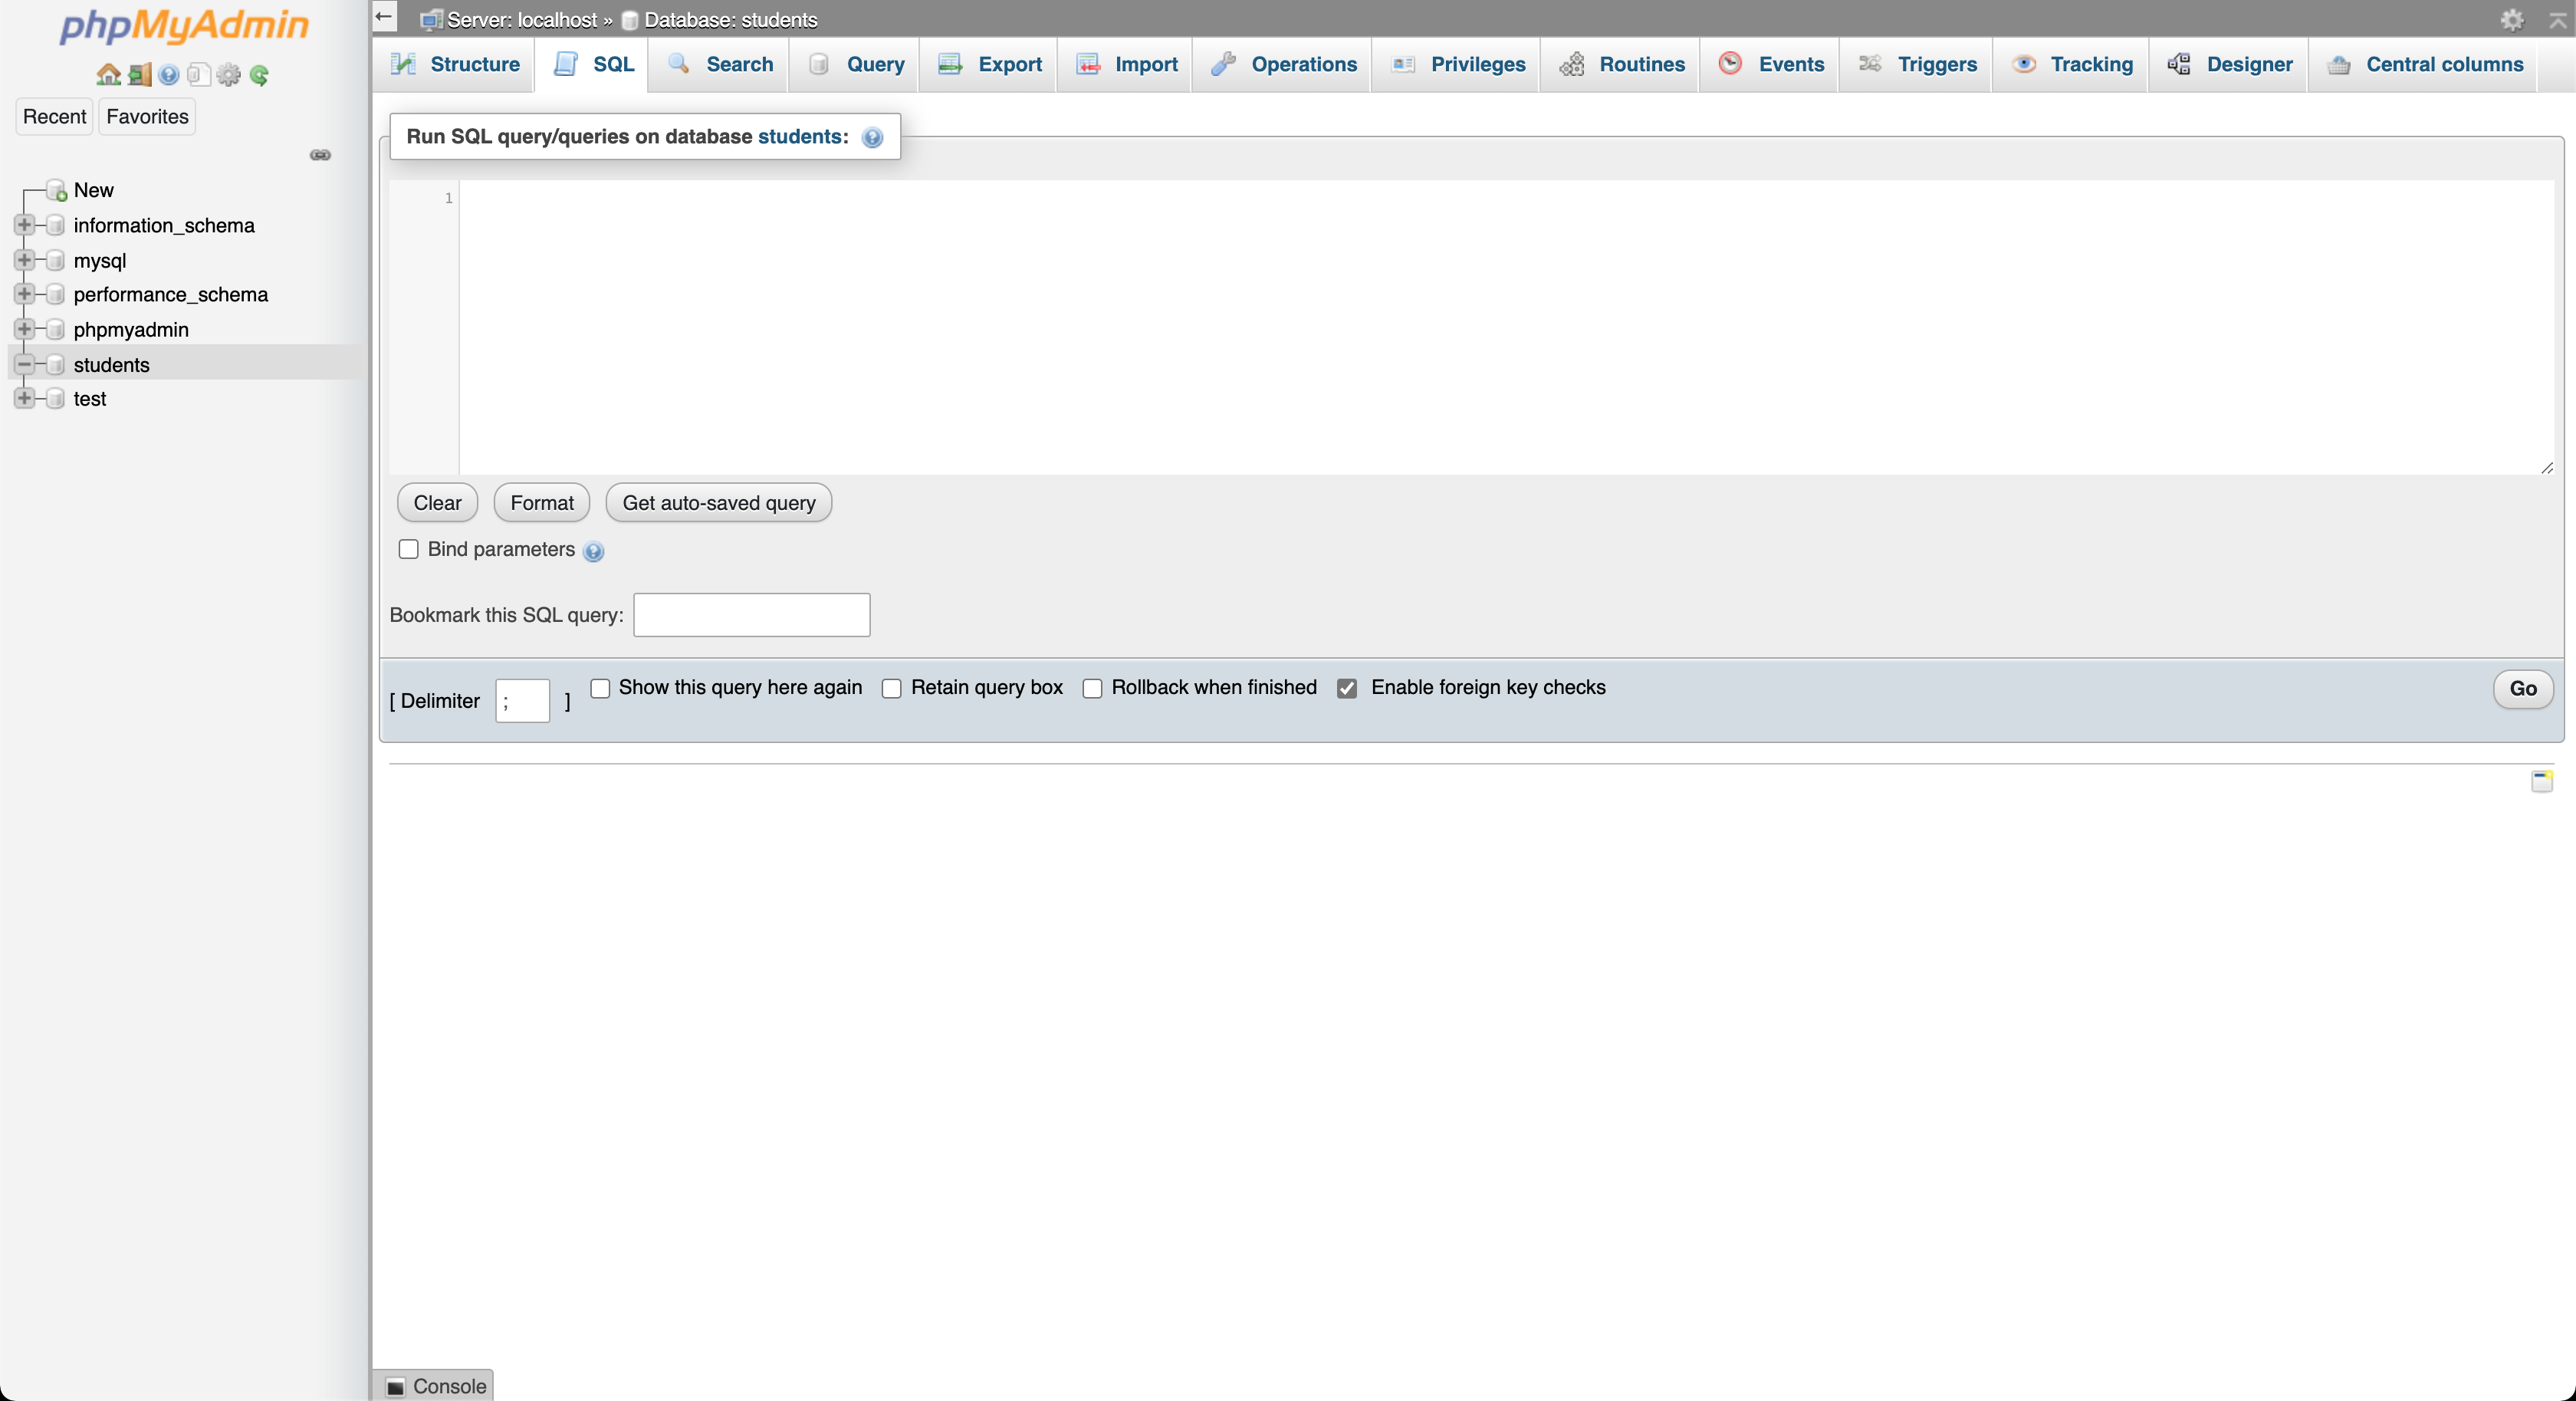 phpMyAdmin
Recent
Favorites
New
information_schema
mysql
performance_schema
phpmyadmin
students
test
Server: localhost » Database: students
Structure
SQL
Search
Query
Export
Import
Operations
Privileges
Routines
Events
Triggers
Tracking
Designer
Central columns
Run SQL query/queries on database students:
1
Clear
Format
Get auto-saved query
Bind parameters
Bookmark this SQL query:
[ Delimiter ; ]
Show this query here again
Retain query box
Rollback when finished
Enable foreign key checks
Go
Console